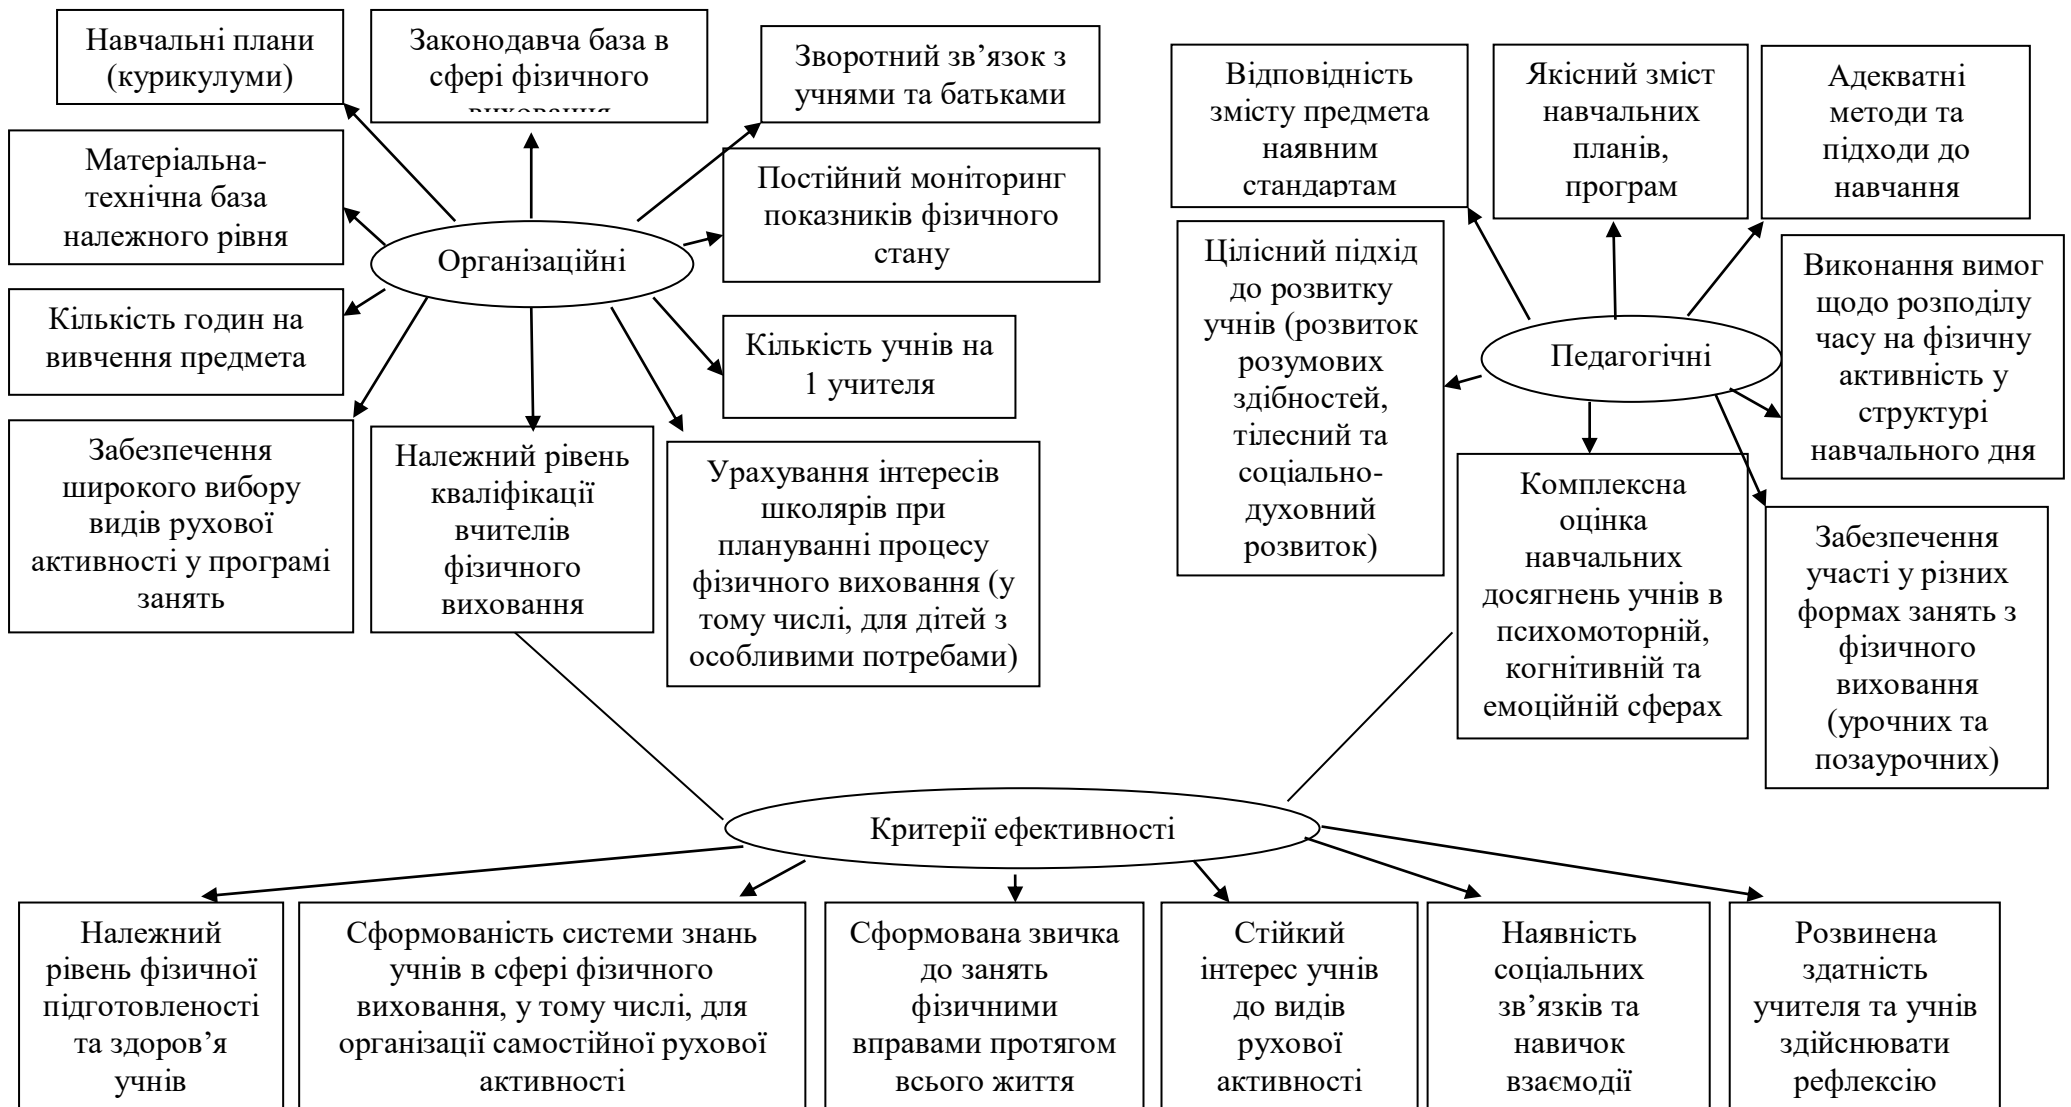 Навчальні плани
(курикулуми)
Законодавча база в
сфері фізичного
виховання
Зворотний зв’язок з
учнями та батьками
Матеріальна-
технічна база
належного рівня
Постійний моніторинг
показників фізичного
стану
Організаційні
Кількість годин на
вивчення предмета
Кількість учнів на
1 учителя
Забезпечення
широкого вибору
видів рухової
активності у програмі
занять
Належний рівень
кваліфікації
вчителів
фізичного
виховання
Урахування інтересів
школярів при
плануванні процесу
фізичного виховання (у
тому числі, для дітей з
особливими потребами)
Відповідність
змісту предмета
наявним
стандартам
Якісний зміст
навчальних
планів,
програм
Адекватні
методи та
підходи до
навчання
Цілісний підхід
до розвитку
учнів (розвиток
розумових
здібностей,
тілесний та
соціально-
духовний
розвиток)
Педагогічні
Виконання вимог
щодо розподілу
часу на фізичну
активність у
структурі
навчального дня
Комплексна
оцінка
навчальних
досягнень учнів в
психомоторній,
когнітивній та
емоційній сферах
Забезпечення
участі у різних
формах занять з
фізичного
виховання
(урочних та
позаурочних)
Критерії ефективності
Належний
рівень фізичної
підготовленості
та здоров’я
учнів
Сформованість системи знань
учнів в сфері фізичного
виховання, у тому числі, для
організації самостійної рухової
активності
Сформована звичка
до занять
фізичними
вправами протягом
всього життя
Стійкий
інтерес учнів
до видів
рухової
активності
Наявність
соціальних
зв’язків та
навичок
взаємодії
Розвинена
здатність
учителя та учнів
здійснювати
рефлексію